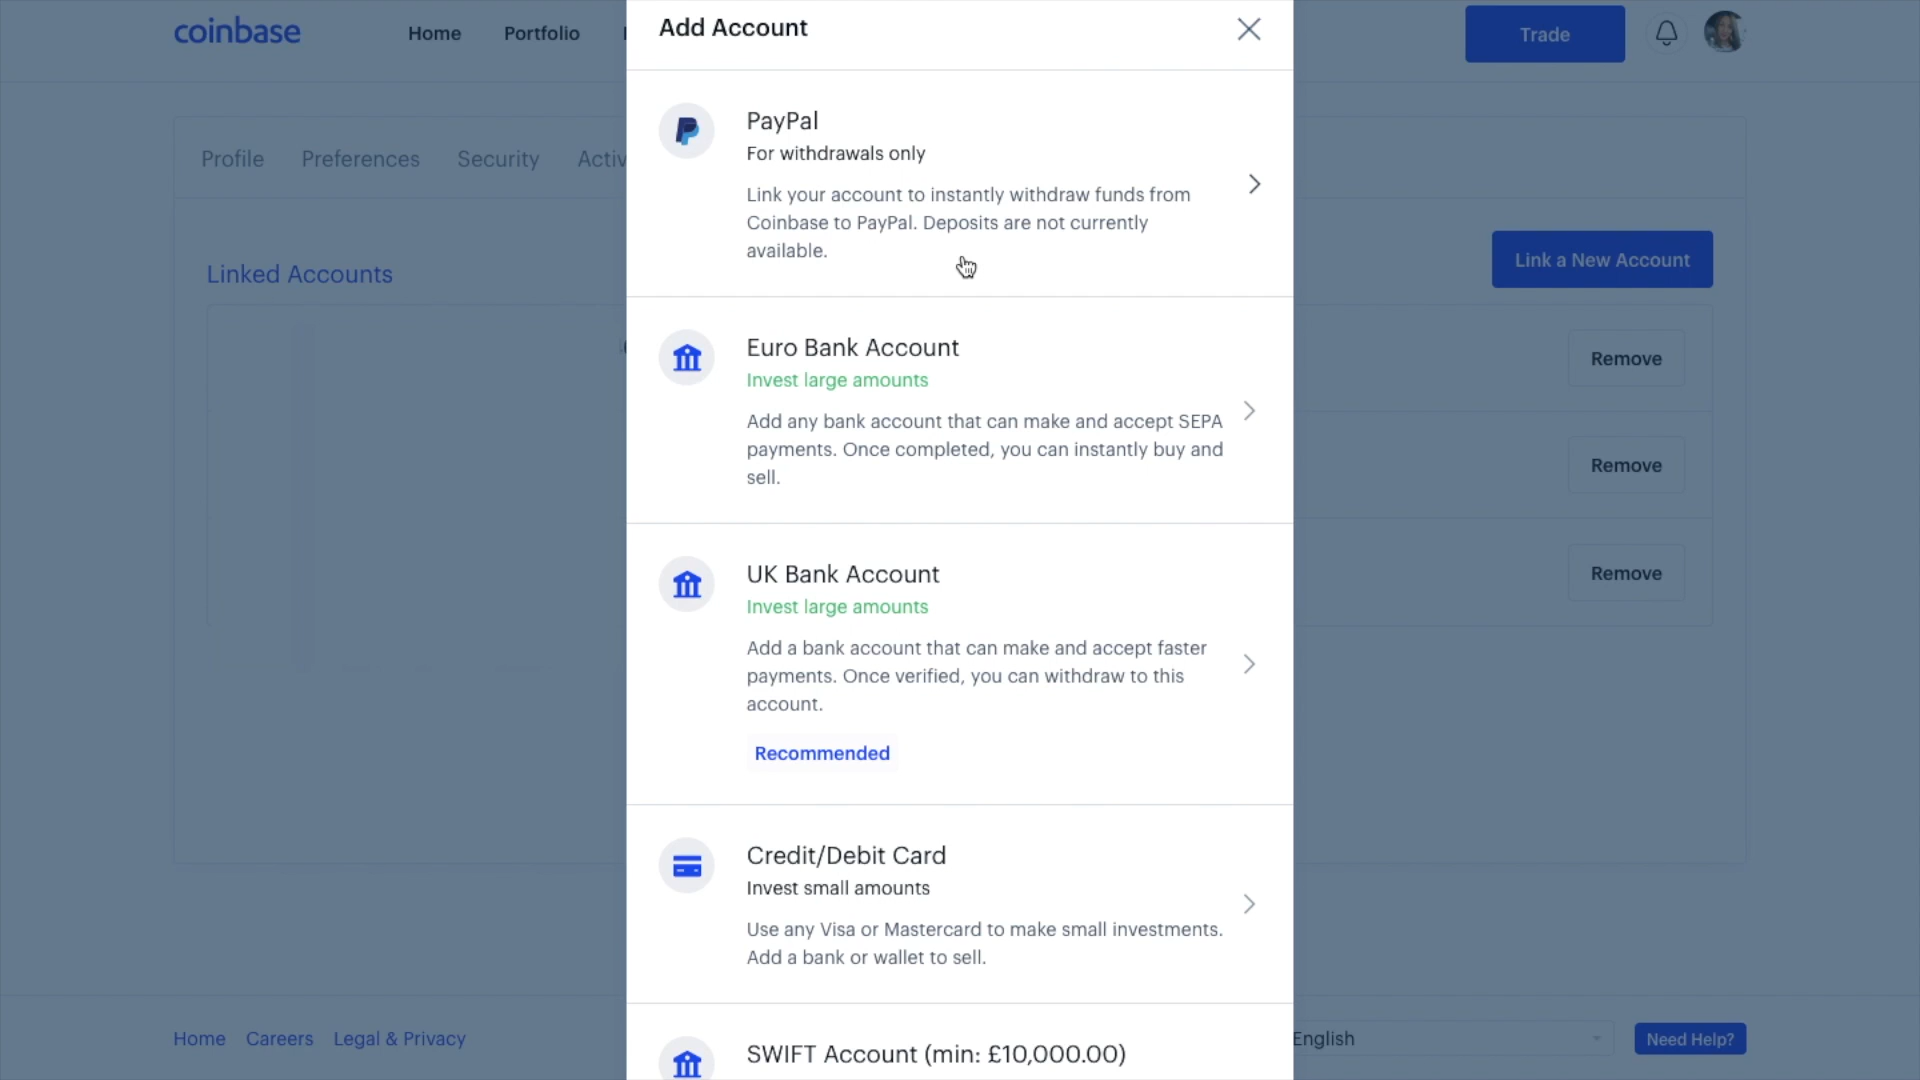 coinbase
Home
Portfolio
Add Account
Trade
Profile
Preferences
Security
Linked Accounts
Link a New Account
Remove
Remove
Remove
PayPal
For withdrawals only
Link your account to instantly withdraw funds from
Coinbase to PayPal. Deposits are not currently
available.
Euro Bank Account
Invest large amounts
Add any bank account that can make and accept SEPA
payments. Once completed, you can instantly buy and
sell.
UK Bank Account
Invest large amounts
Add a bank account that can make and accept faster
payments. Once verified, you can withdraw to this
account.
Recommended
Credit/Debit Card
Invest small amounts
Use any Visa or Mastercard to make small investments.
Add a bank or wallet to sell.
SWIFT Account (min: £10,000.00)
Home
Careers
Legal & Privacy
English
Need Help?